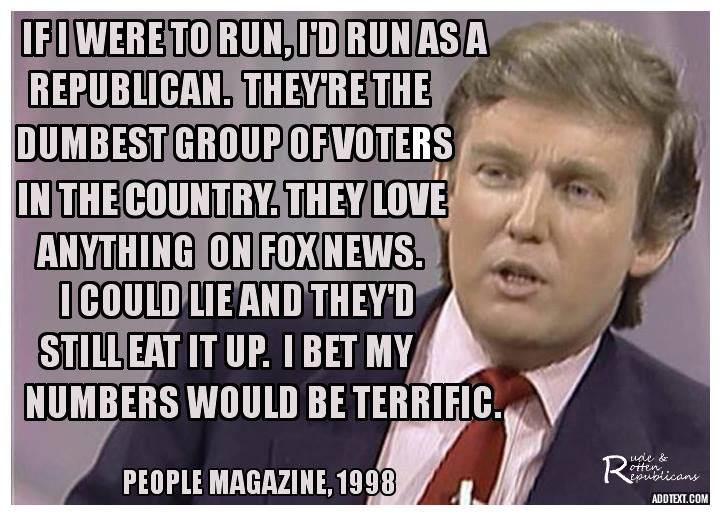 IF I WERE TO RUN, I'D RUN AS A
REPUBLICAN. THEY'RE THE
DUMBEST GROUP OF VOTERS
IN THE COUNTRY. THEY LOVE
ANYTHING ON FOX NEWS.
I COULD LIE AND THEY'D
STILL EAT IT UP. I BET MY
NUMBERS WOULD BE TERRIFIC.
PEOPLE MAGAZINE, 1998
Rude &
Rotten
Republicans
ADDTEXT.COM